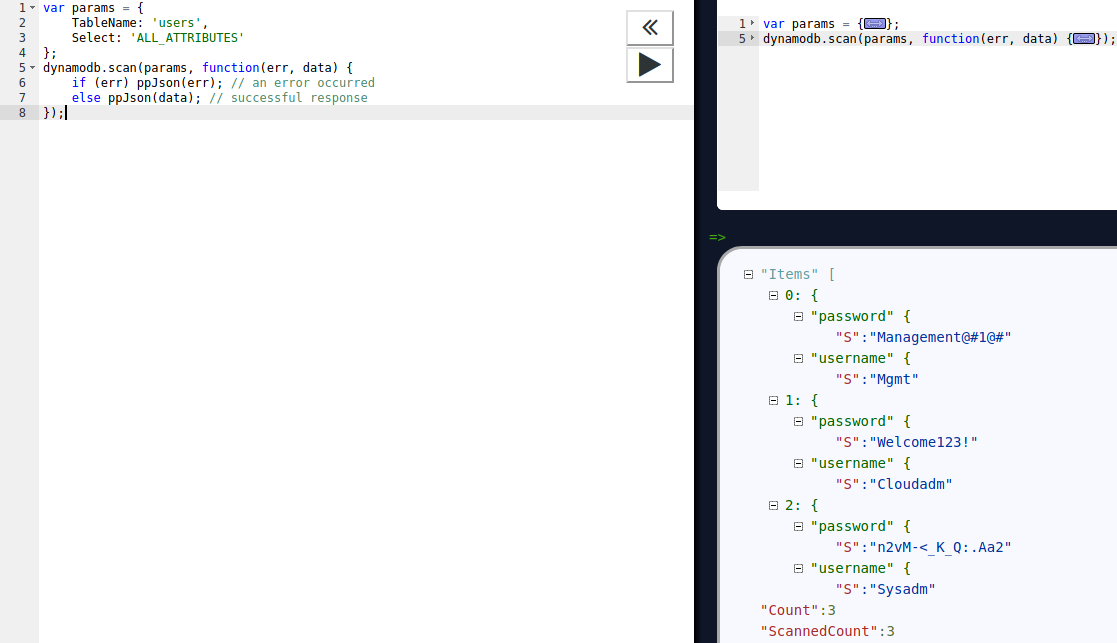 1 var params = {
2 TableName: 'users',
3 Select: 'ALL_ATTRIBUTES'
4 };
5 dynamodb.scan(params, function(err, data) {
6 if (err) ppJson(err); // an error occurred
7 else ppJson(data); // successful response
8 });
1 var params = {};
5 dynamodb.scan(params, function(err, data) {});
=>
"Items" [
0: {
"password" {
"S":"Management@#1@#"
"username" {
"S":"Mgmt"
1: {
"password" {
"S":"Welcome123!"
"username" {
"S":"Cloudadm"
2: {
"password" {
"S":"n2vM-<_K_Q:.Aa2"
"username" {
"S":"Sysadm"
"Count":3
"ScannedCount":3